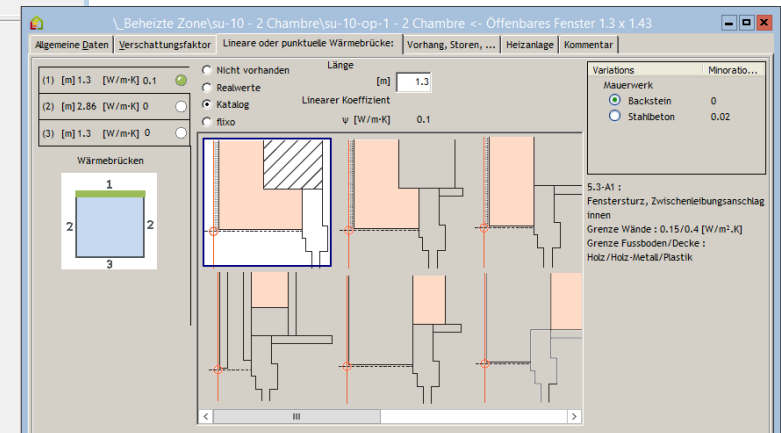 \_Beheizte Zone\su-10 - 2 Chambre\su-10-op-1 - 2 Chambre <- Öffenbares Fenster 1.3 x 1.43
Allgemeine Daten Verschattungsfaktor Lineare oder punktuelle Wärmebrücke: Vorhang, Storen, ... Heizanlage Kommentar
(1) [m] 1.3 [W/m·K] 0.1
(2) [m] 2.86 [W/m·K] 0
(3) [m] 1.3 [W/m·K] 0
Wärmebrücken
1
2 2
3
Nicht vorhanden
Realwerte
Katalog
flixo
Länge
[m] 1.3
Linearer Koeffizient
ψ [W/m·K] 0.1
Variations Minoratio...
Mauerwerk
Backstein 0
Stahlbeton 0.02
5.3-A1 :
Fenstersturz, Zwischenleibungsanschlag
innen
Grenze Wände : 0.15/0.4 [W/m².K]
Grenze Fussboden/Decke :
Holz/Holz-Metall/Plastik